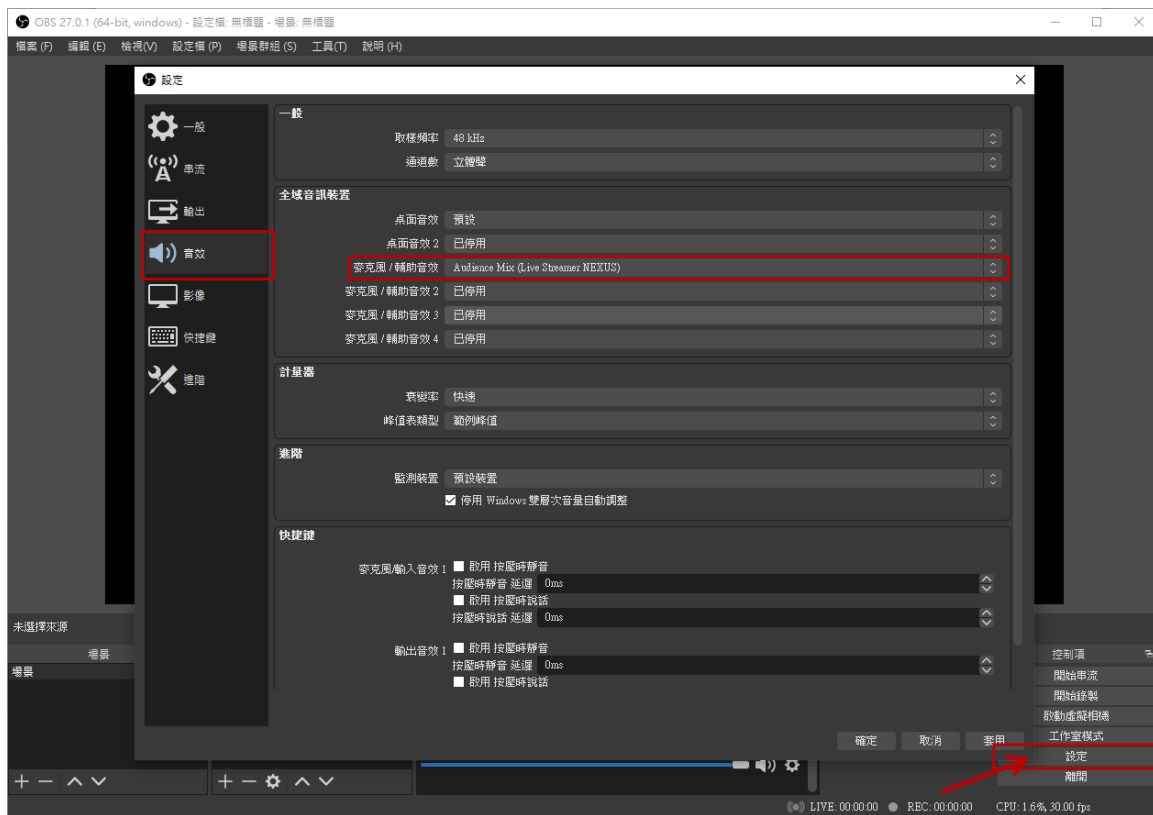 OBS 27.0.1 (64-bit, windows) - 設定檔: 無標題 - 場景: 無標題
檔案 (F) 編輯 (E) 檢視(V) 設定檔 (P) 場景群組 (S) 工具(T) 說明 (H)
設定
一般
串流
輸出
音效
影像
快捷鍵
進階
一般
取樣頻率 48 kHz
通道數 立體聲
全域音訊裝置
桌面音效 預設
桌面音效 2 已停用
麥克風 / 輔助音效 Audience Mix (Live Streamer NEXUS)
麥克風 / 輔助音效 2 已停用
麥克風 / 輔助音效 3 已停用
麥克風 / 輔助音效 4 已停用
計量器
衰變率 快速
峰值表類型 範例峰值
進階
監測裝置 預設裝置
停用 Windows 雙層次音量自動調整
快捷鍵
麥克風/輸入音效 1 啟用 按壓時靜音
按壓時靜音 延遲 0ms
啟用 按壓時說話
按壓時說話 延遲 0ms
輸出音效 1 啟用 按壓時靜音
按壓時靜音 延遲 0ms
啟用 按壓時說話
確定 取消 套用
未選擇來源
場景
場景
控制項
開始串流
開始錄製
啟動虛擬相機
工作室模式
設定
離開
LIVE: 00:00:00 REC: 00:00:00 CPU: 1.6%, 30.00 fps